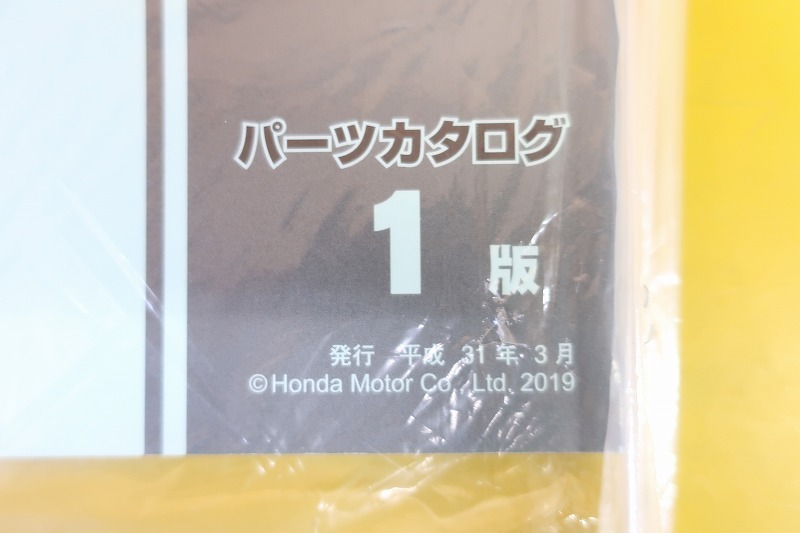 パーツカタログ
1 版
発行 平成 31 年 3 月
©Honda Motor Co., Ltd. 2019